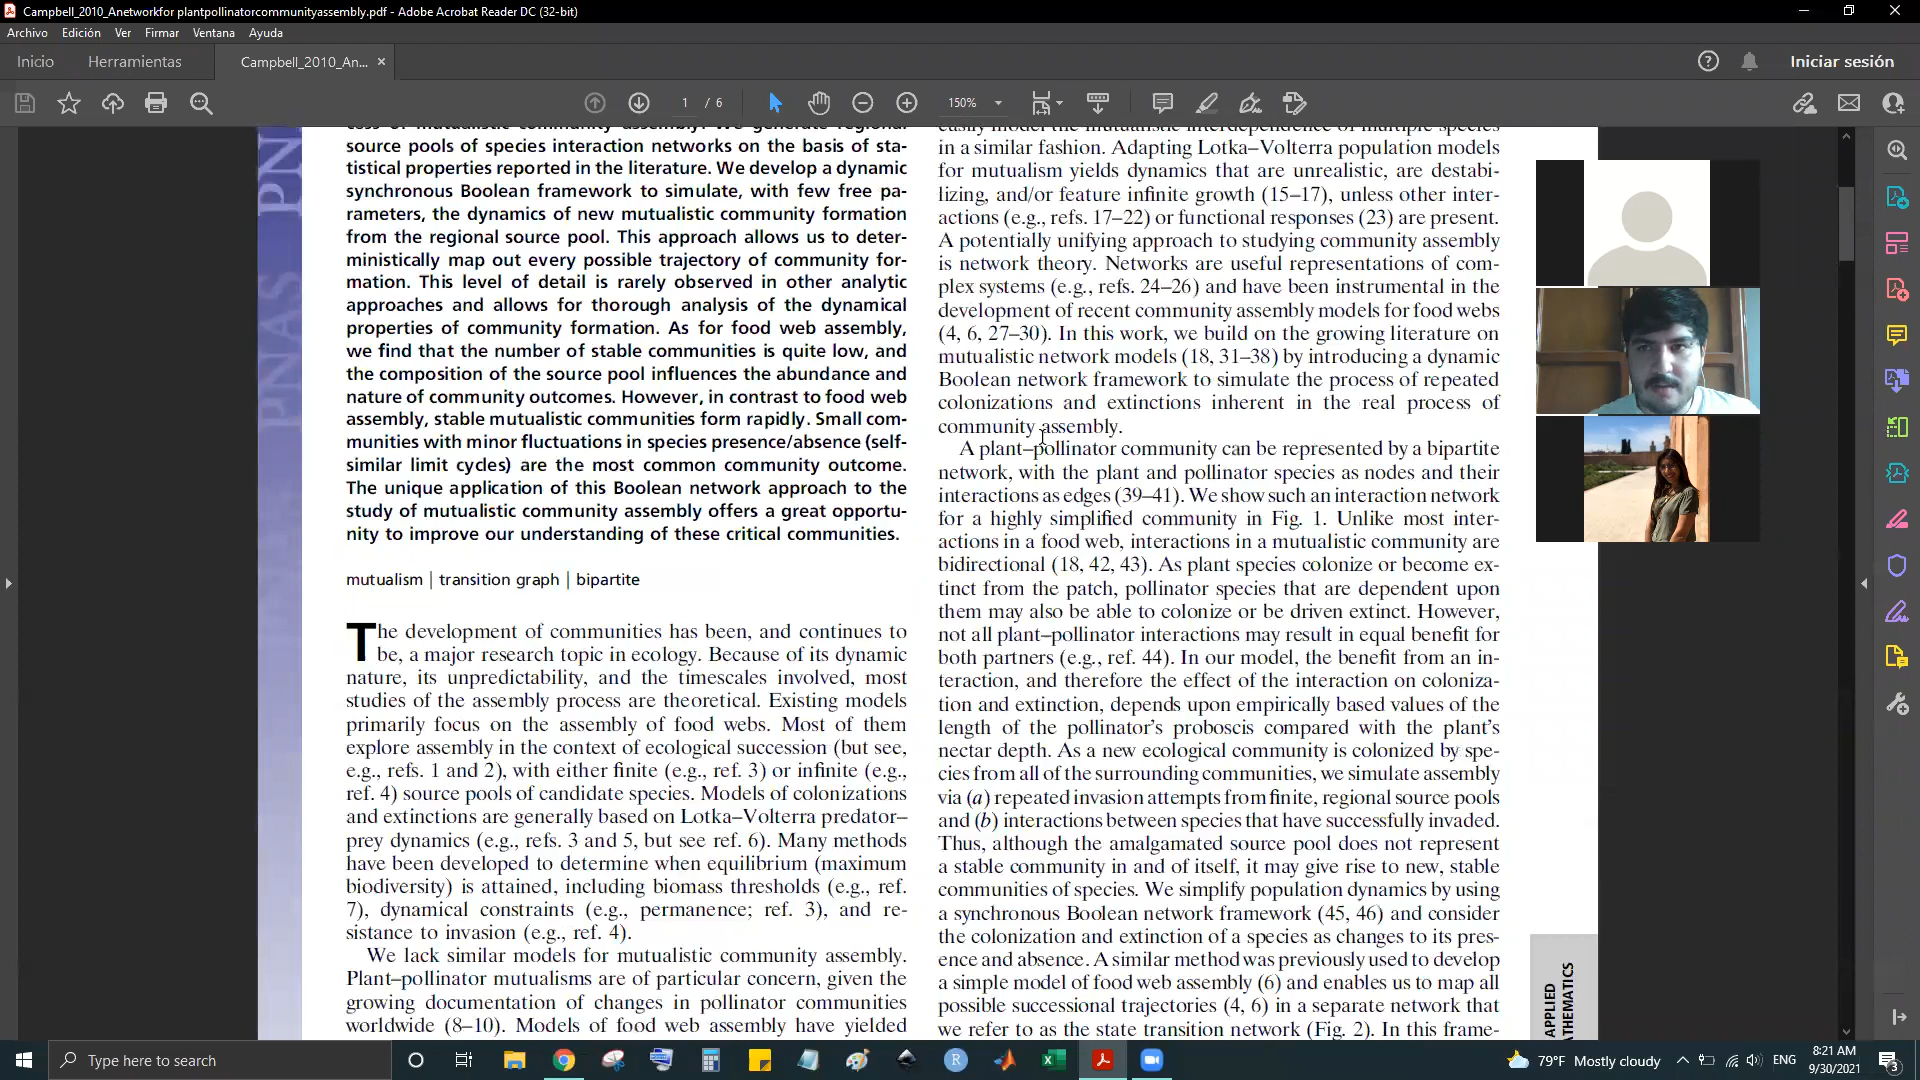 Campbell_2010_Anetworkfor plantpollinatorcommunityassembly.pdf - Adobe Acrobat Reader DC (32-bit)
Archivo Edición Ver Firmar Ventana Ayuda
Inicio Herramientas Campbell_2010_An... × Iniciar sesión
1 / 6 150%
cess of mutualistic community assembly. We generate regional
source pools of species interaction networks on the basis of sta-
tistical properties reported in the literature. We develop a dynamic
synchronous Boolean framework to simulate, with few free pa-
rameters, the dynamics of new mutualistic community formation
from the regional source pool. This approach allows us to deter-
ministically map out every possible trajectory of community for-
mation. This level of detail is rarely observed in other analytic
approaches and allows for thorough analysis of the dynamical
properties of community formation. As for food web assembly,
we find that the number of stable communities is quite low, and
the composition of the source pool influences the abundance and
nature of community outcomes. However, in contrast to food web
assembly, stable mutualistic communities form rapidly. Small com-
munities with minor fluctuations in species presence/absence (self-
similar limit cycles) are the most common community outcome.
The unique application of this Boolean network approach to the
study of mutualistic community assembly offers a great opportu-
nity to improve our understanding of these critical communities.
mutualism | transition graph | bipartite
The development of communities has been, and continues to
be, a major research topic in ecology. Because of its dynamic
nature, its unpredictability, and the timescales involved, most
studies of the assembly process are theoretical. Existing models
primarily focus on the assembly of food webs. Most of them
explore assembly in the context of ecological succession (but see,
e.g., refs. 1 and 2), with either finite (e.g., ref. 3) or infinite (e.g.,
ref. 4) source pools of candidate species. Models of colonizations
and extinctions are generally based on Lotka–Volterra predator–
prey dynamics (e.g., refs. 3 and 5, but see ref. 6). Many methods
have been developed to determine when equilibrium (maximum
biodiversity) is attained, including biomass thresholds (e.g., ref.
7), dynamical constraints (e.g., permanence; ref. 3), and re-
sistance to invasion (e.g., ref. 4).
We lack similar models for mutualistic community assembly.
Plant–pollinator mutualisms are of particular concern, given the
growing documentation of changes in pollinator communities
worldwide (8–10). Models of food web assembly have yielded
easily model the mutualistic interdependence of multiple species
in a similar fashion. Adapting Lotka–Volterra population models
for mutualism yields dynamics that are unrealistic, are destabi-
lizing, and/or feature infinite growth (15–17), unless other inter-
actions (e.g., refs. 17–22) or functional responses (23) are present.
A potentially unifying approach to studying community assembly
is network theory. Networks are useful representations of com-
plex systems (e.g., refs. 24–26) and have been instrumental in the
development of recent community assembly models for food webs
(4, 6, 27–30). In this work, we build on the growing literature on
mutualistic network models (18, 31–38) by introducing a dynamic
Boolean network framework to simulate the process of repeated
colonizations and extinctions inherent in the real process of
community assembly.
A plant–pollinator community can be represented by a bipartite
network, with the plant and pollinator species as nodes and their
interactions as edges (39–41). We show such an interaction network
for a highly simplified community in Fig. 1. Unlike most inter-
actions in a food web, interactions in a mutualistic community are
bidirectional (18, 42, 43). As plant species colonize or become ex-
tinct from the patch, pollinator species that are dependent upon
them may also be able to colonize or be driven extinct. However,
not all plant–pollinator interactions may result in equal benefit for
both partners (e.g., ref. 44). In our model, the benefit from an in-
teraction, and therefore the effect of the interaction on coloniza-
tion and extinction, depends upon empirically based values of the
length of the pollinator's proboscis compared with the plant's
nectar depth. As a new ecological community is colonized by spe-
cies from all of the surrounding communities, we simulate assembly
via (a) repeated invasion attempts from finite, regional source pools
and (b) interactions between species that have successfully invaded.
Thus, although the amalgamated source pool does not represent
a stable community in and of itself, it may give rise to new, stable
communities of species. We simplify population dynamics by using
a synchronous Boolean network framework (45, 46) and consider
the colonization and extinction of a species as changes to its pres-
ence and absence. A similar method was previously used to develop
a simple model of food web assembly (6) and enables us to map all
possible successional trajectories (4, 6) in a separate network that
we refer to as the state transition network (Fig. 2). In this frame-
PN
PNAS
APPLIED
Type here to search
79°F Mostly cloudy ENG 8:21 AM
9/30/2021
3